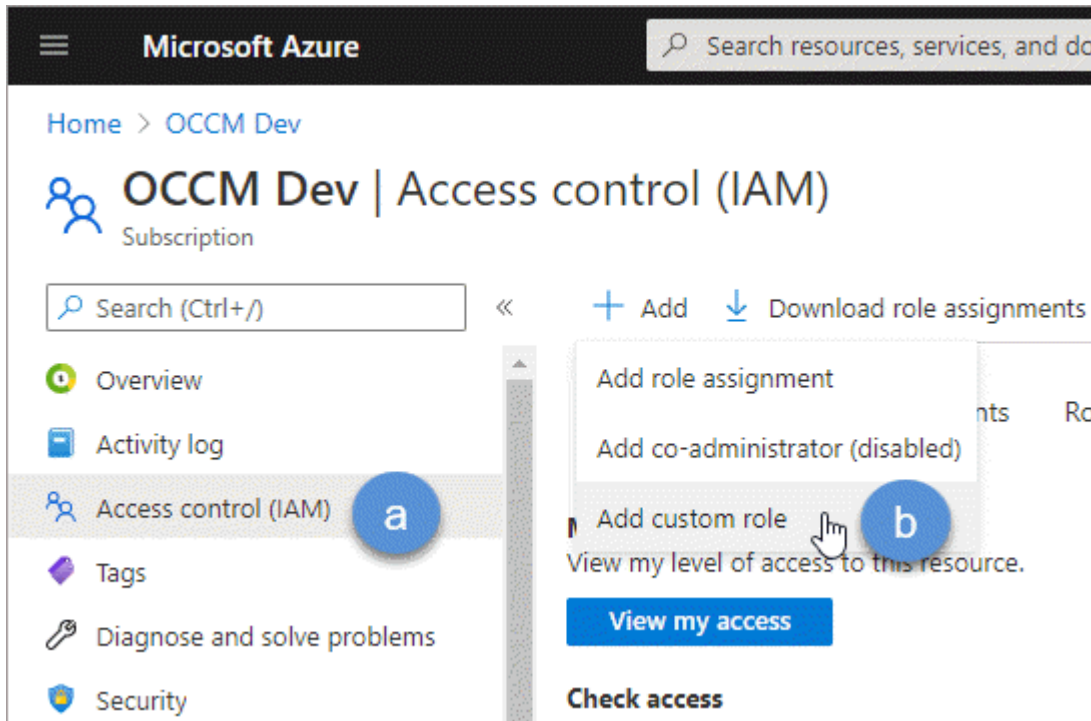 Microsoft Azure
Search resources, services, and do
Home > OCCM Dev
OCCM Dev | Access control (IAM)
Subscription
Search (Ctrl+/)
«
+ Add
Download role assignments
Overview
Activity log
Access control (IAM)
a
Tags
Diagnose and solve problems
Security
Add role assignment
Add co-administrator (disabled)
Add custom role
b
View my level of access to this resource.
View my access
Check access